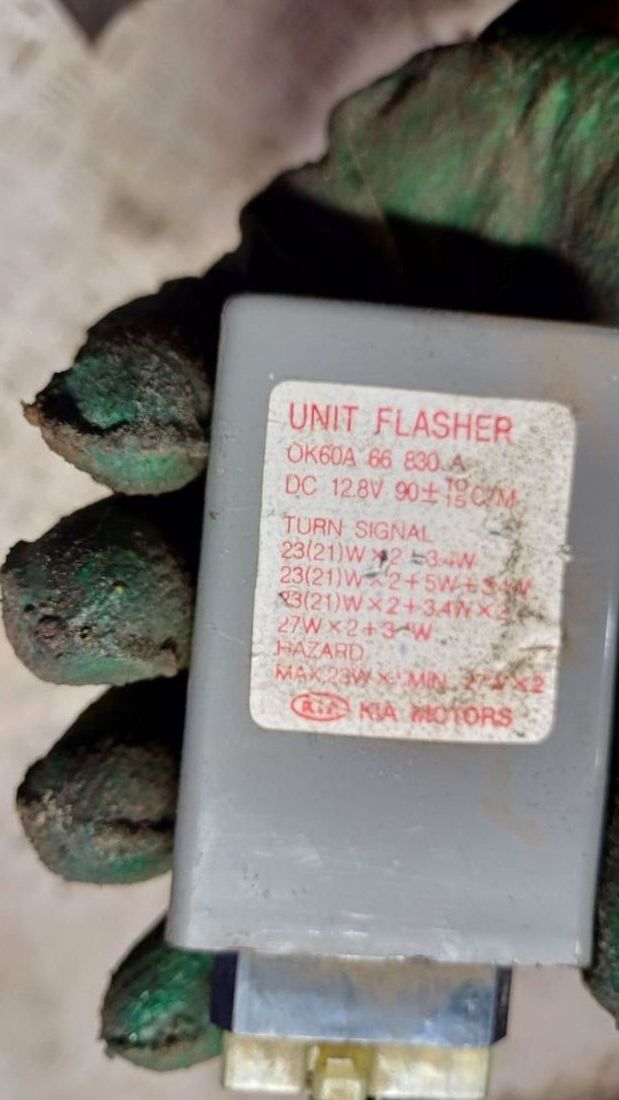 UNIT FLASHER
OK60A 66 830 A
DC 12.8V 90± 10 15 C/M
TURN SIGNAL
23(21)W×2+3.4W
23(21)W×2+5W+3.4W
23(21)W×2+3.4W×2
27W×2+3.4W
HAZARD
MAX.23W× MIN. 27W×2
KIA KIA MOTORS